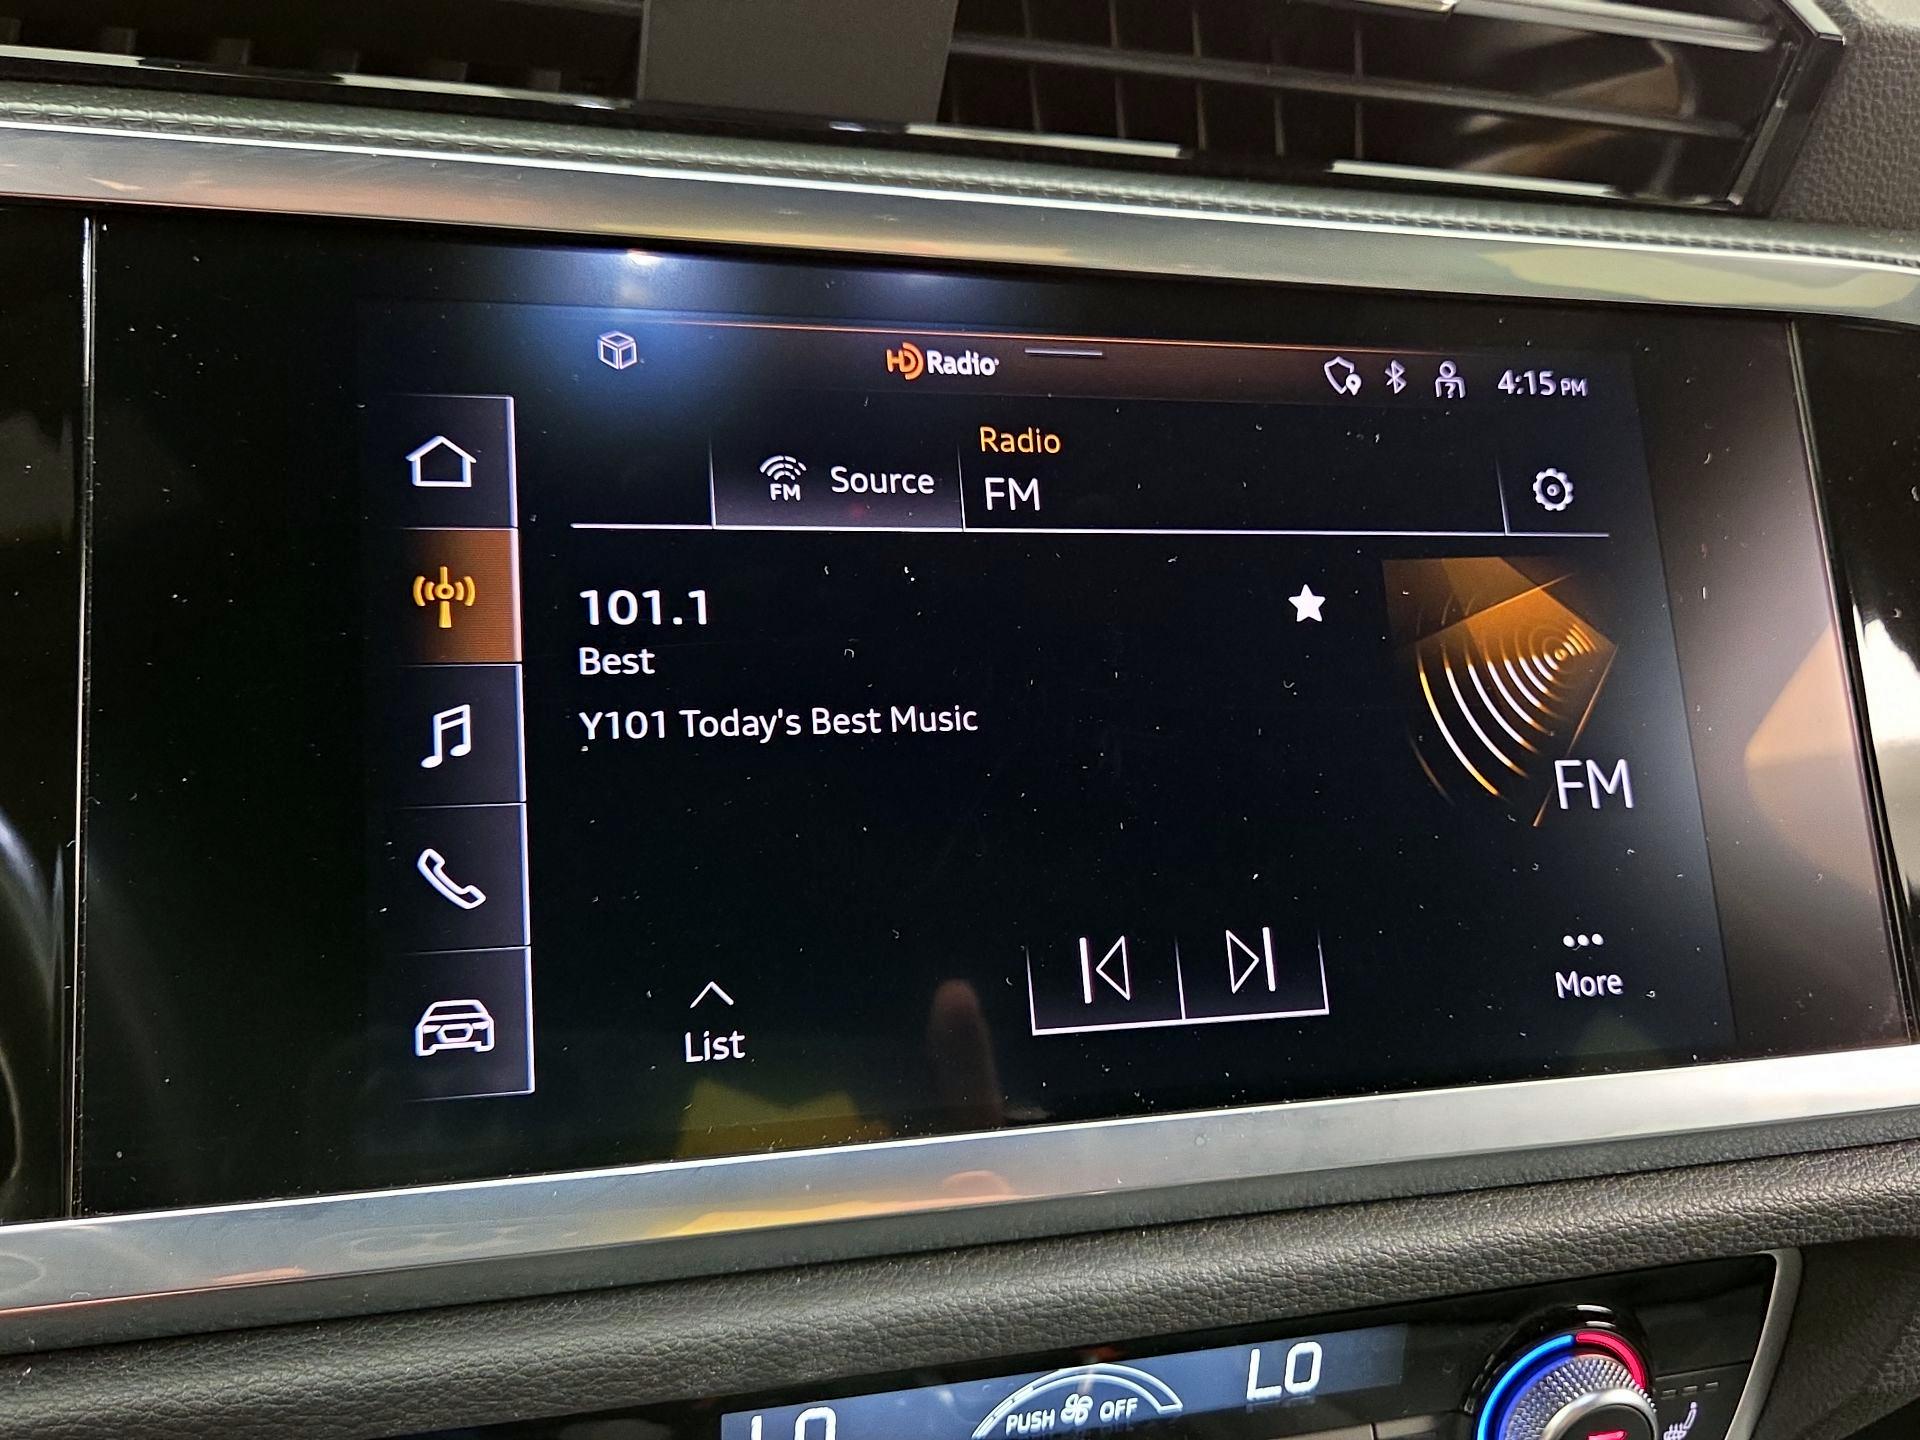 HD Radio
4:15 PM
Radio
FM Source
FM
101.1
Best
Y101 Today's Best Music
FM
List
More
LO
PUSH OFF
LO